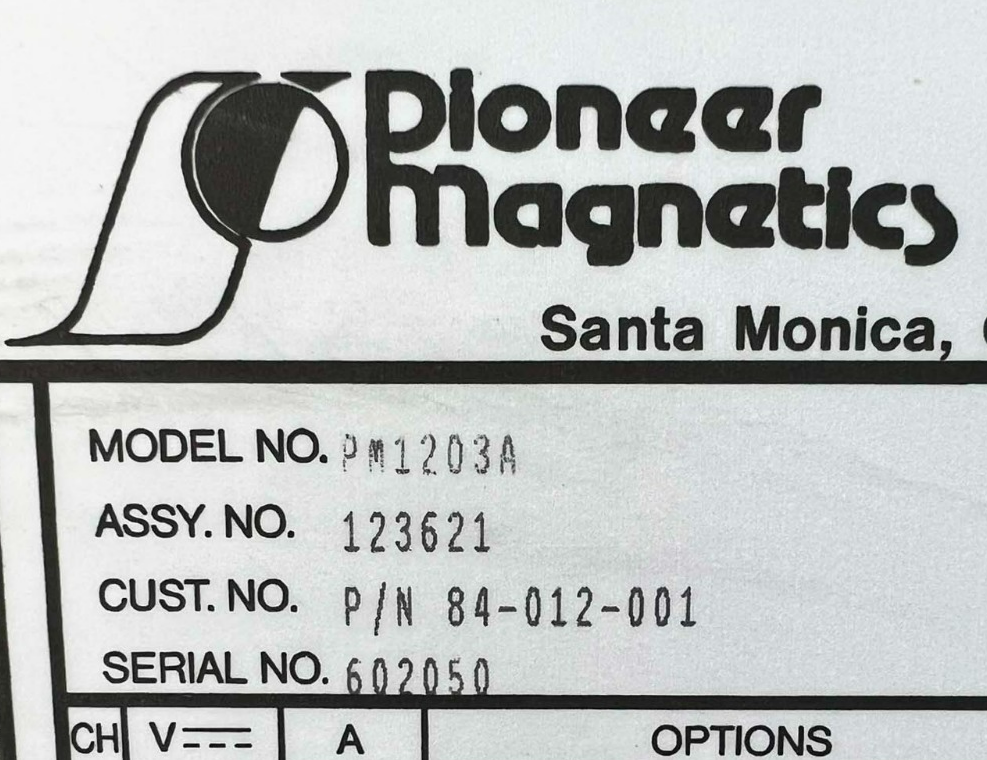 Pioneer
Magnetics
Santa Monica,
MODEL NO. PM1203A
ASSY. NO. 123621
CUST. NO. P/N 84-012-001
SERIAL NO. 602050
CH V⎓ A OPTIONS